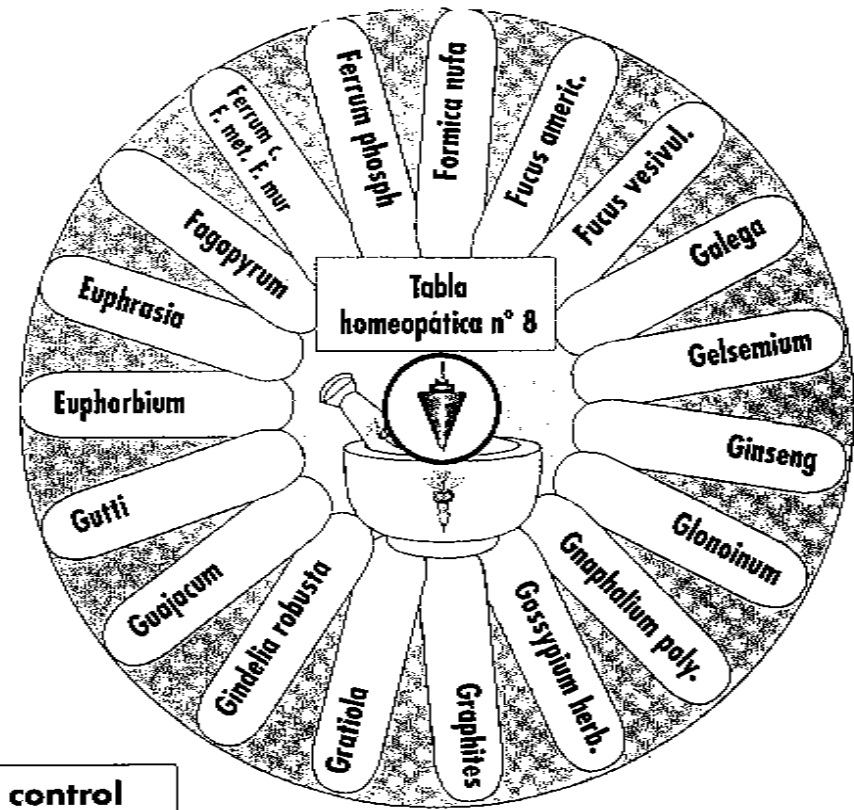 Euphorbium
Euphrasia
Fagopyrum
Ferrum c.
F. met. F. mur
Ferrum phosph
Formica nufa
Fucus americ.
Fucus vesivul.
Galega
Gelsemium
Ginseng
Glonoinum
Gnaphalium poly.
Gossypium herb.
Graphites
Gratiola
Gindelia robusta
Guajacum
Gutti
Tabla
homeopática n° 8
control